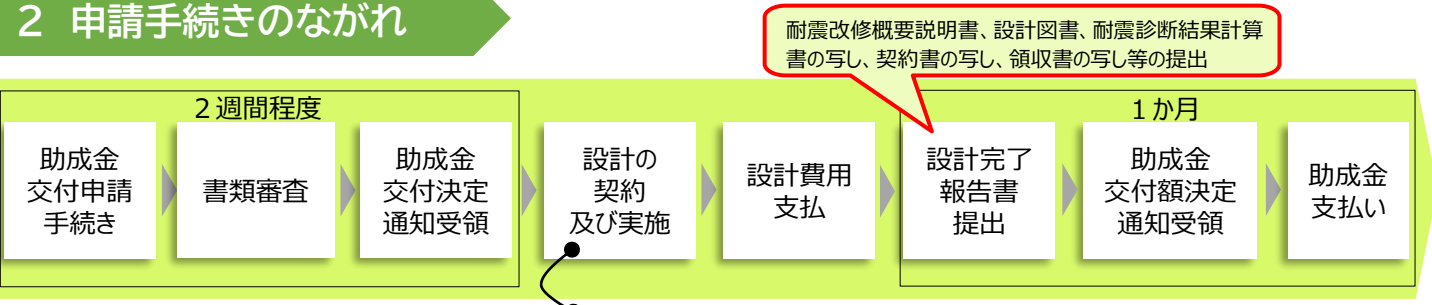 2 申請手続きのながれ
耐震改修概要説明書、設計図書、耐震診断結果計算
書の写し、契約書の写し、領収書の写し等の提出
2週間程度
1か月
助成金
交付申請
手続き
書類審査
助成金
交付決定
通知受領
設計の
契約
及び実施
設計費用
支払
設計完了
報告書
提出
助成金
交付額決定
通知受領
助成金
支払い